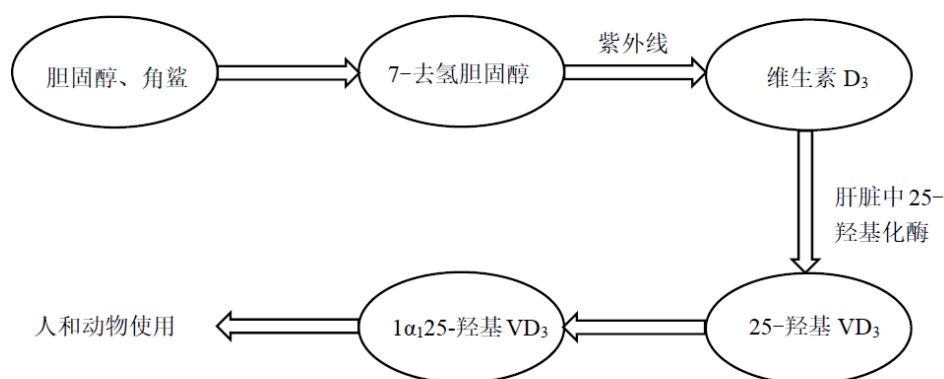 胆固醇、角鲨
7-去氢胆固醇
紫外线
维生素 D₃
肝脏中 25-
羟基化酶
人和动物使用
1α₁25-羟基 VD₃
25-羟基 VD₃